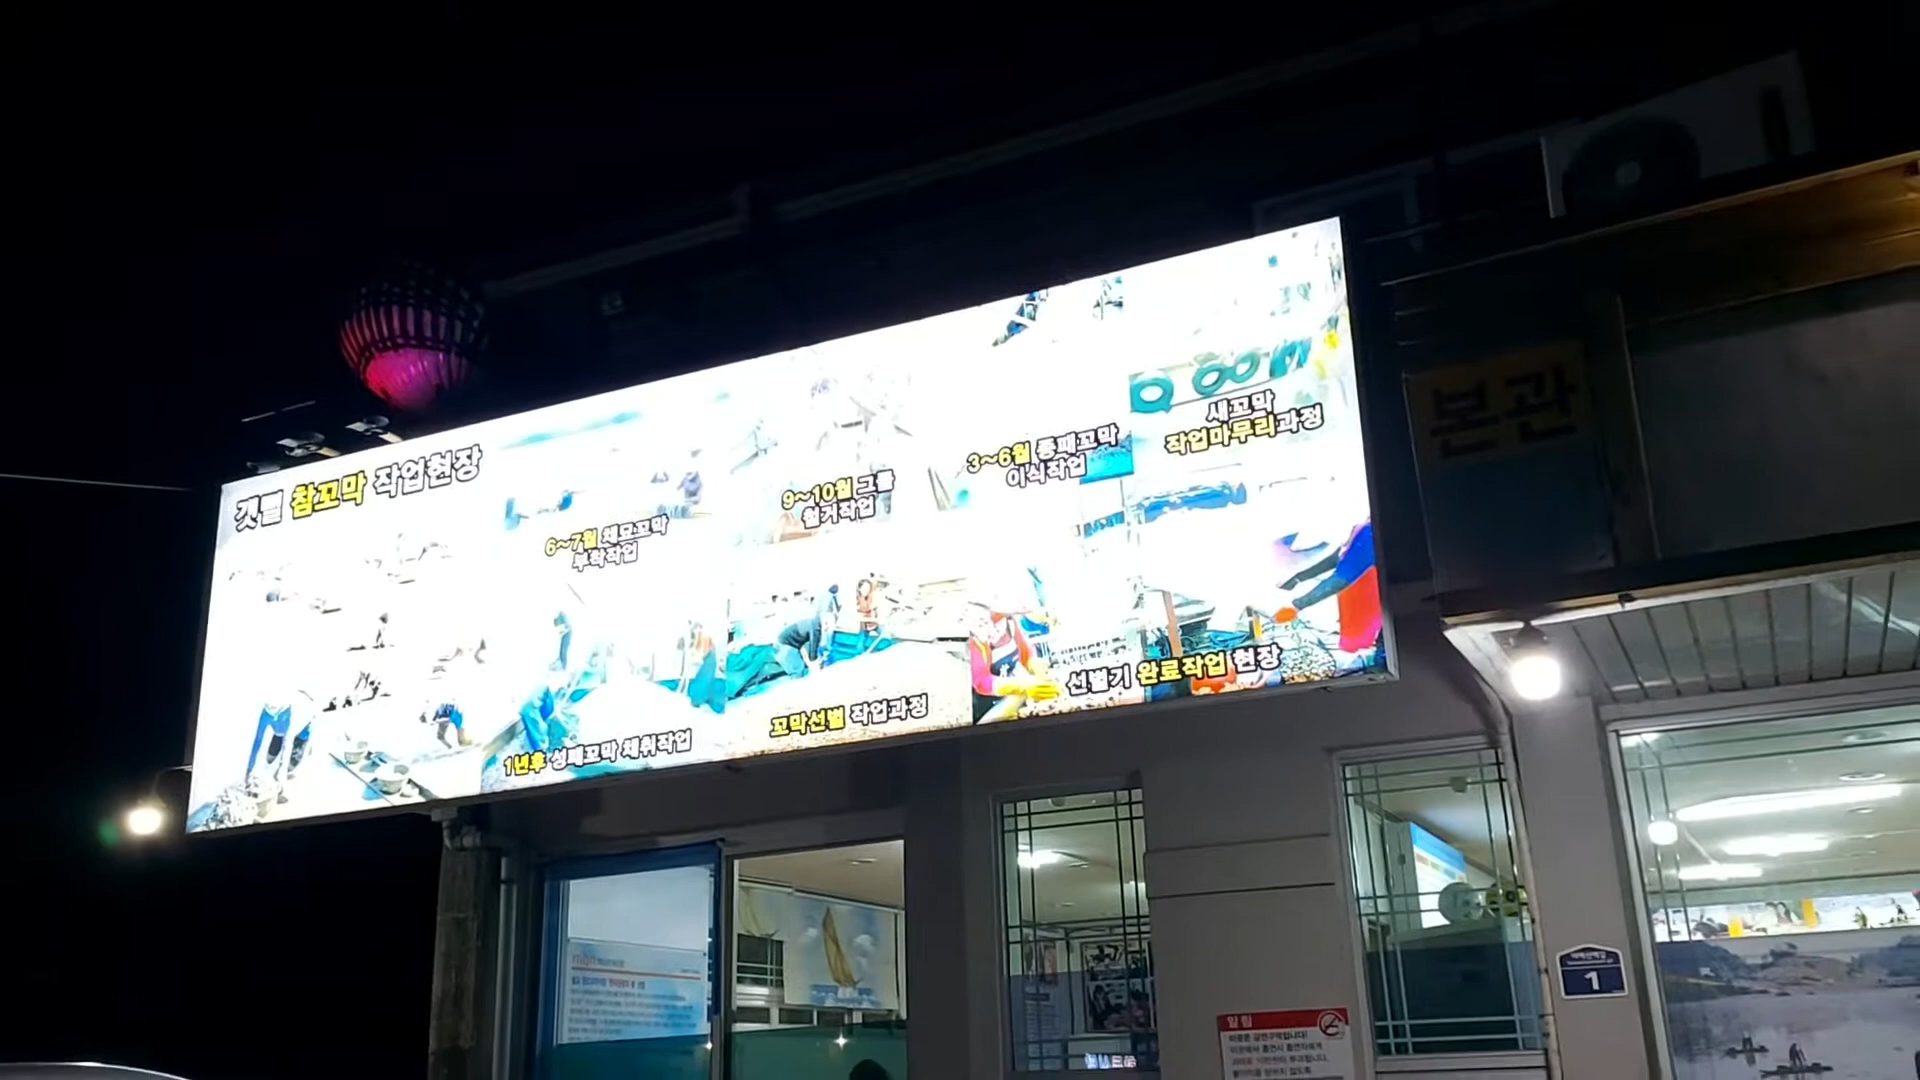 갯벌 참꼬막 작업현장
6~7월 채묘꼬막
부착작업
9~10월 그물
철거작업
3~6월 중패꼬막
이식작업
새꼬막
작업마무리과정
1년후 성패꼬막 채취작업
꼬막선별 작업과정
선별기 완료작업 현장
본관
mbn
1
알림